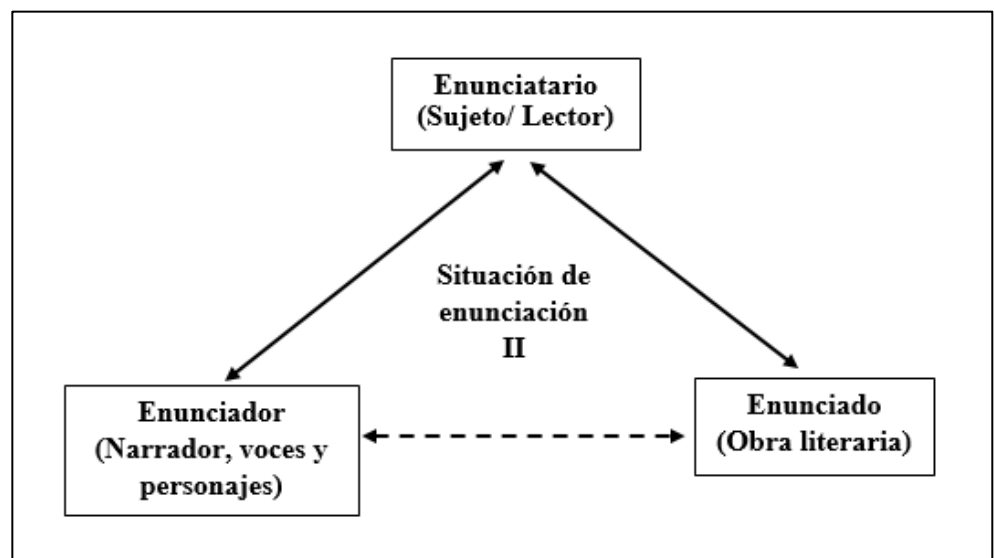 Enunciatario
(Sujeto/ Lector)
Situación de
enunciación
II
Enunciador
(Narrador, voces y
personajes)
Enunciado
(Obra literaria)